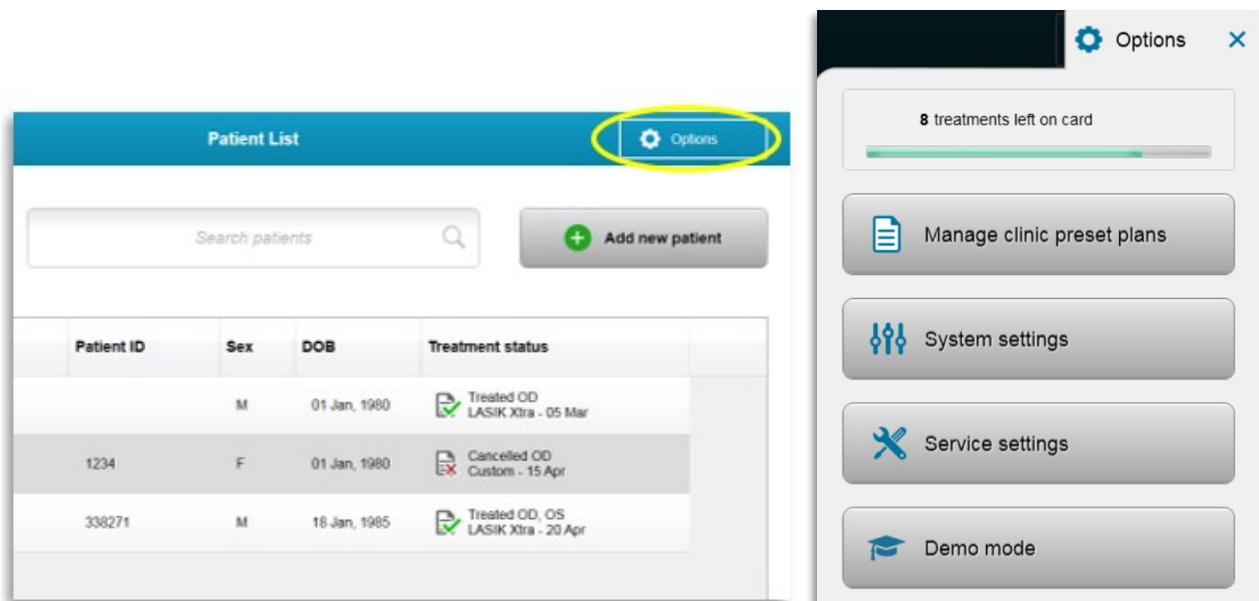 Patient List
Options
Search patients
Add new patient
Patient ID Sex DOB Treatment status
M 01 Jan, 1980 Treated OD
LASIK Xtra - 05 Mar
1234 F 01 Jan, 1980 Cancelled OD
Custom - 15 Apr
338271 M 18 Jan, 1985 Treated OD, OS
LASIK Xtra - 20 Apr
Options
8 treatments left on card
Manage clinic preset plans
System settings
Service settings
Demo mode